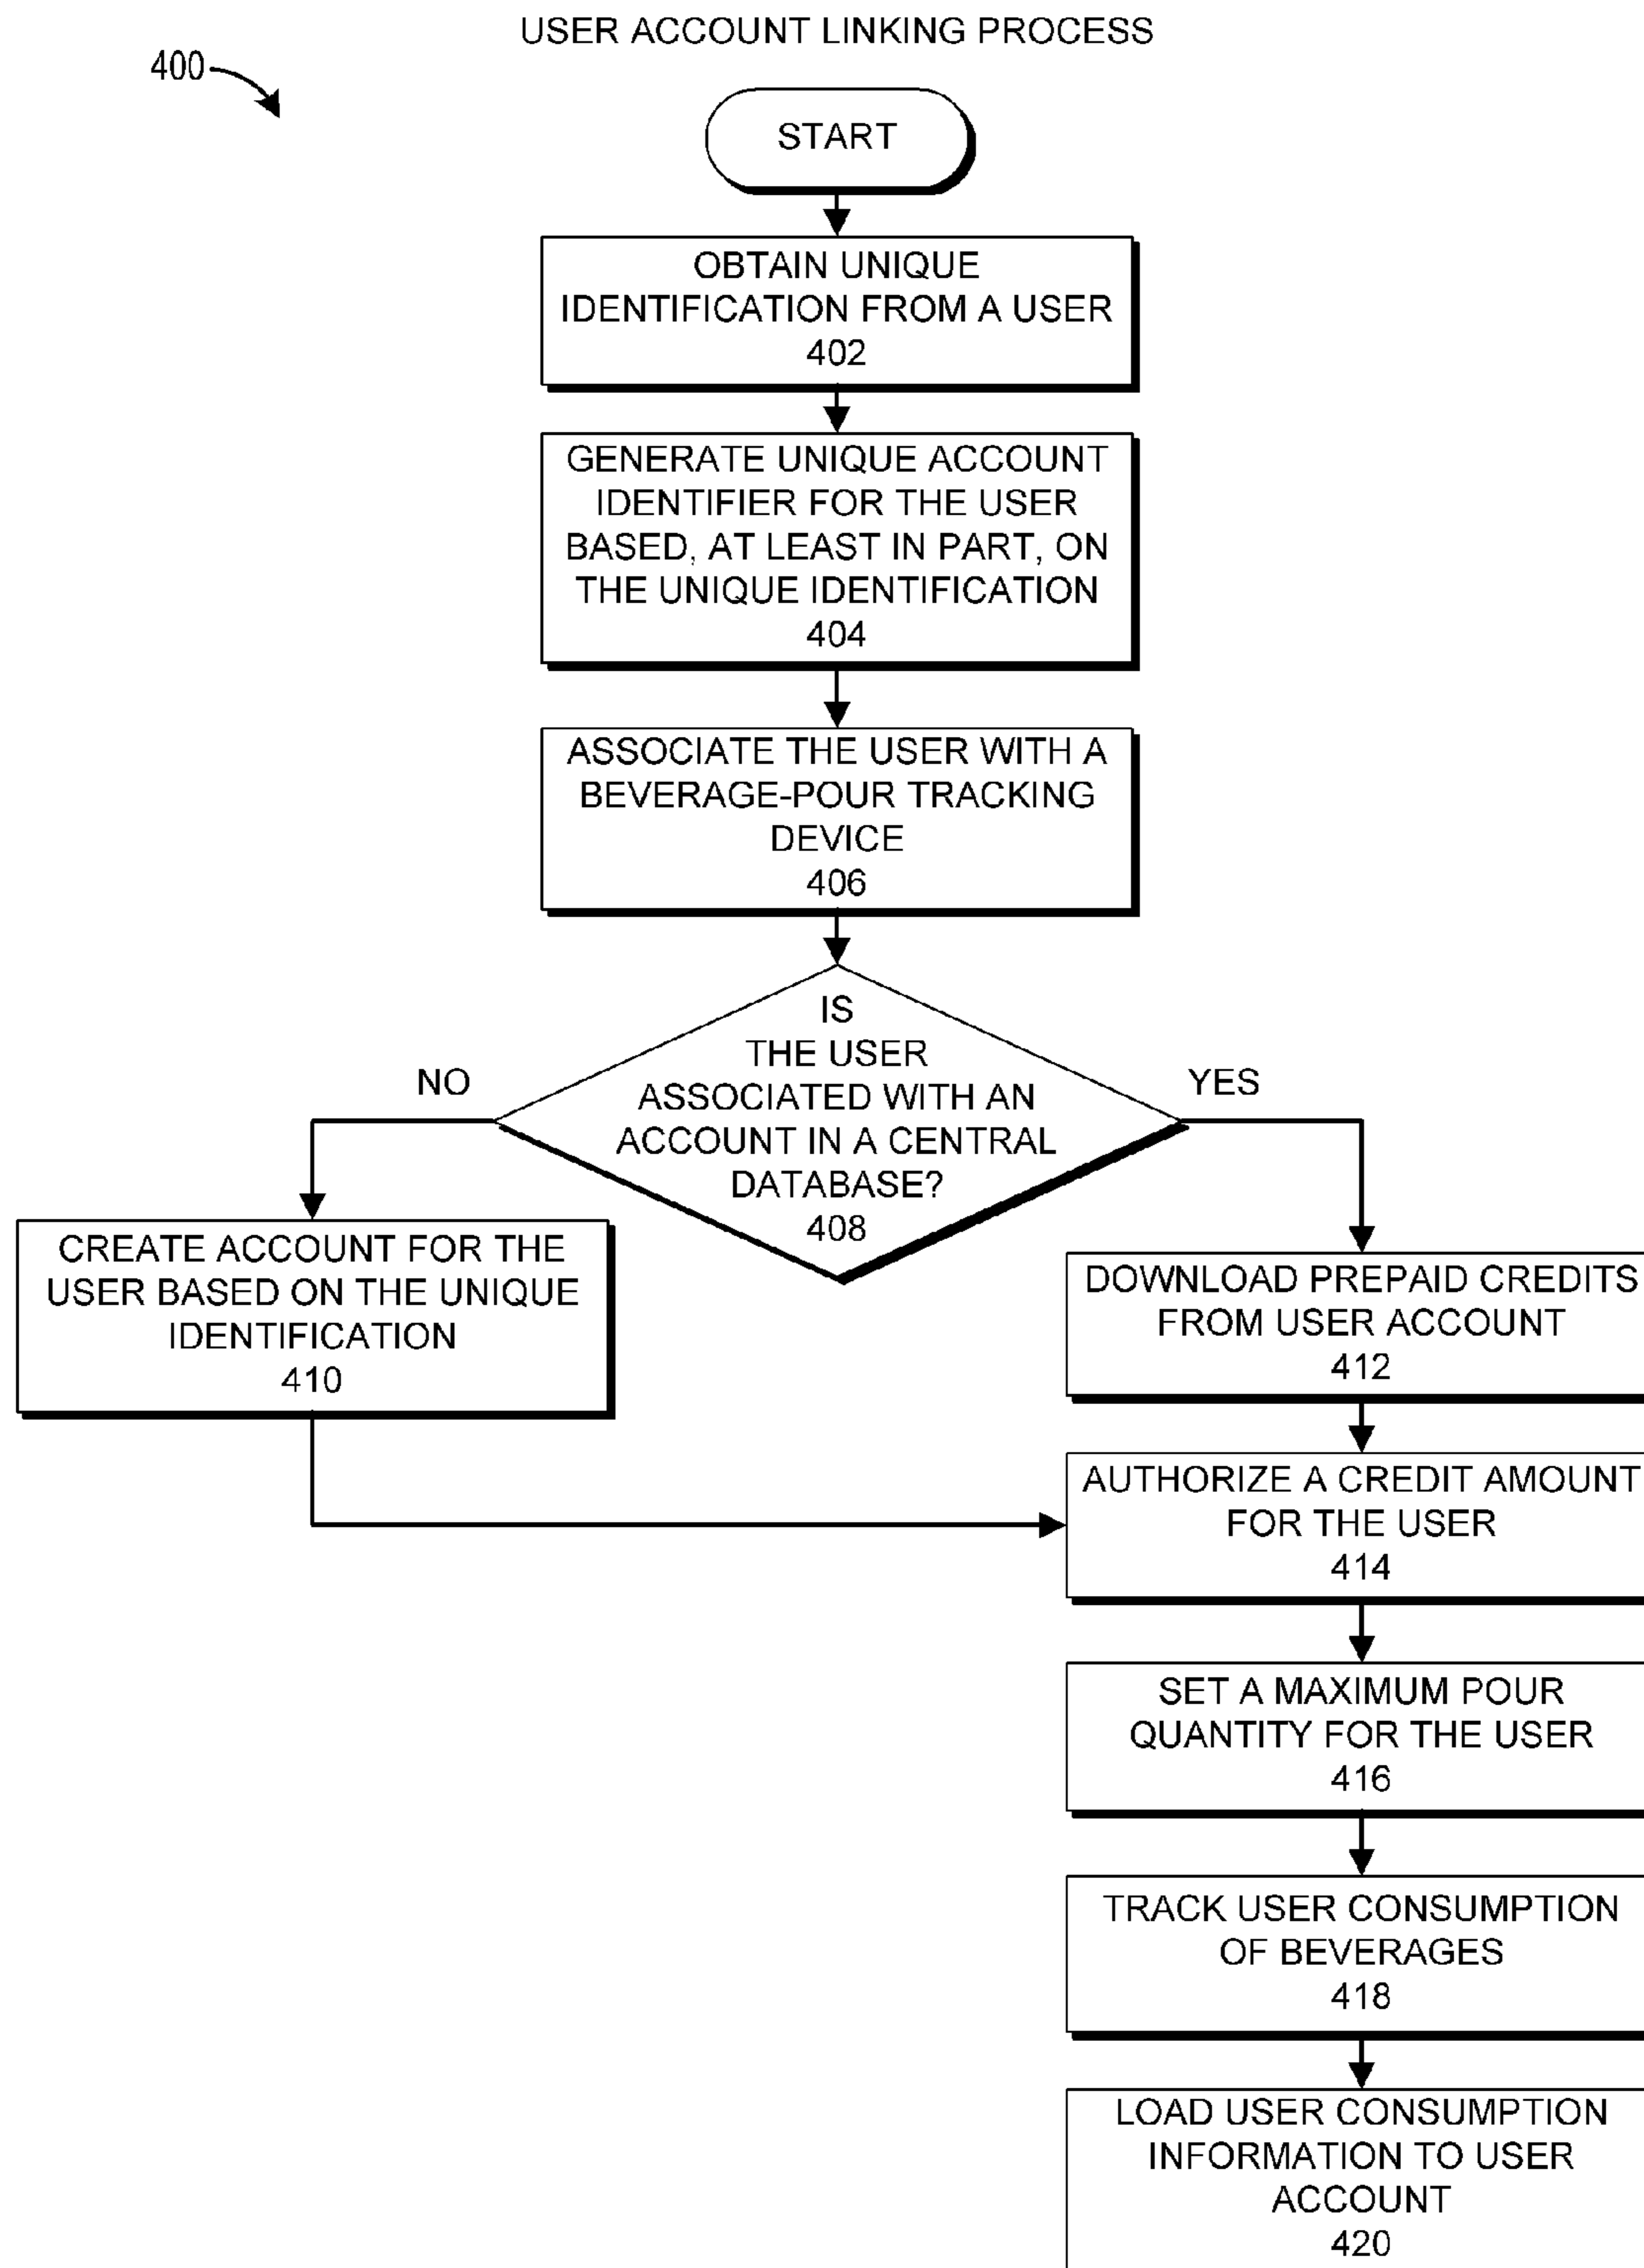 USER ACCOUNT LINKING PROCESS
400
START
OBTAIN UNIQUE
IDENTIFICATION FROM A USER
402
GENERATE UNIQUE ACCOUNT
IDENTIFIER FOR THE USER
BASED, AT LEAST IN PART, ON
THE UNIQUE IDENTIFICATION
404
ASSOCIATE THE USER WITH A
BEVERAGE-POUR TRACKING
DEVICE
406
IS
THE USER
ASSOCIATED WITH AN
ACCOUNT IN A CENTRAL
DATABASE?
408
NO
YES
CREATE ACCOUNT FOR THE
USER BASED ON THE UNIQUE
IDENTIFICATION
410
DOWNLOAD PREPAID CREDITS
FROM USER ACCOUNT
412
AUTHORIZE A CREDIT AMOUNT
FOR THE USER
414
SET A MAXIMUM POUR
QUANTITY FOR THE USER
416
TRACK USER CONSUMPTION
OF BEVERAGES
418
LOAD USER CONSUMPTION
INFORMATION TO USER
ACCOUNT
420